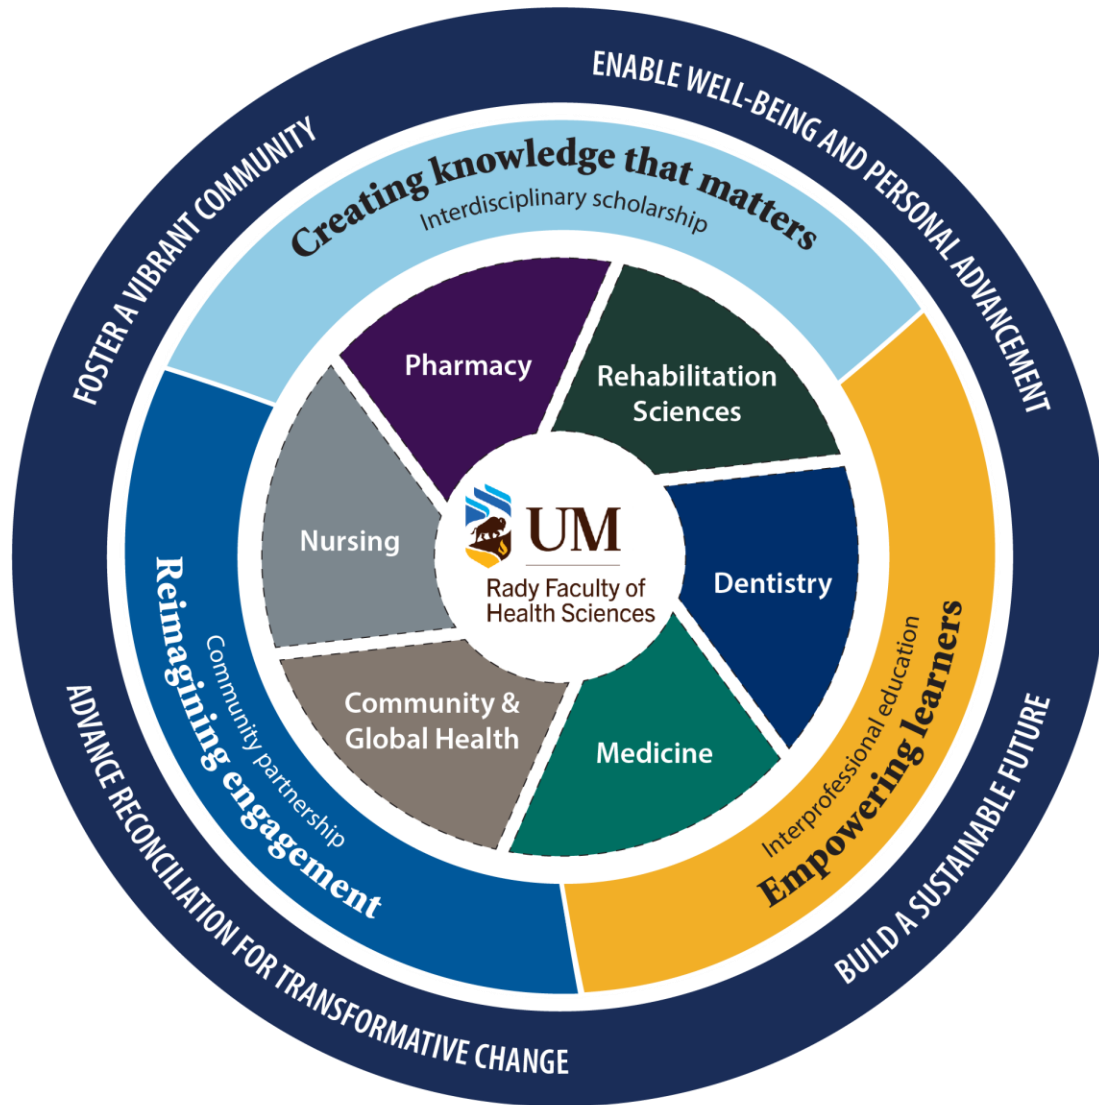 FOSTER A VIBRANT COMMUNITY
ENABLE WELL-BEING AND PERSONAL ADVANCEMENT
BUILD A SUSTAINABLE FUTURE
ADVANCE RECONCILIATION FOR TRANSFORMATIVE CHANGE
Creating knowledge that matters
Interdisciplinary scholarship
Empowering learners
Interprofessional education
Reimagining engagement
Community partnership
Pharmacy
Rehabilitation
Sciences
Dentistry
Medicine
Community &
Global Health
Nursing
UM
Rady Faculty of
Health Sciences